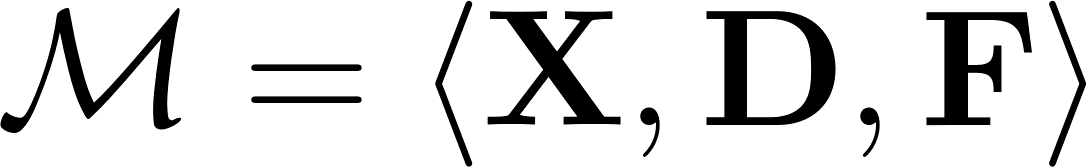 ℳ = ⟨𝐗, 𝐃, 𝐅⟩